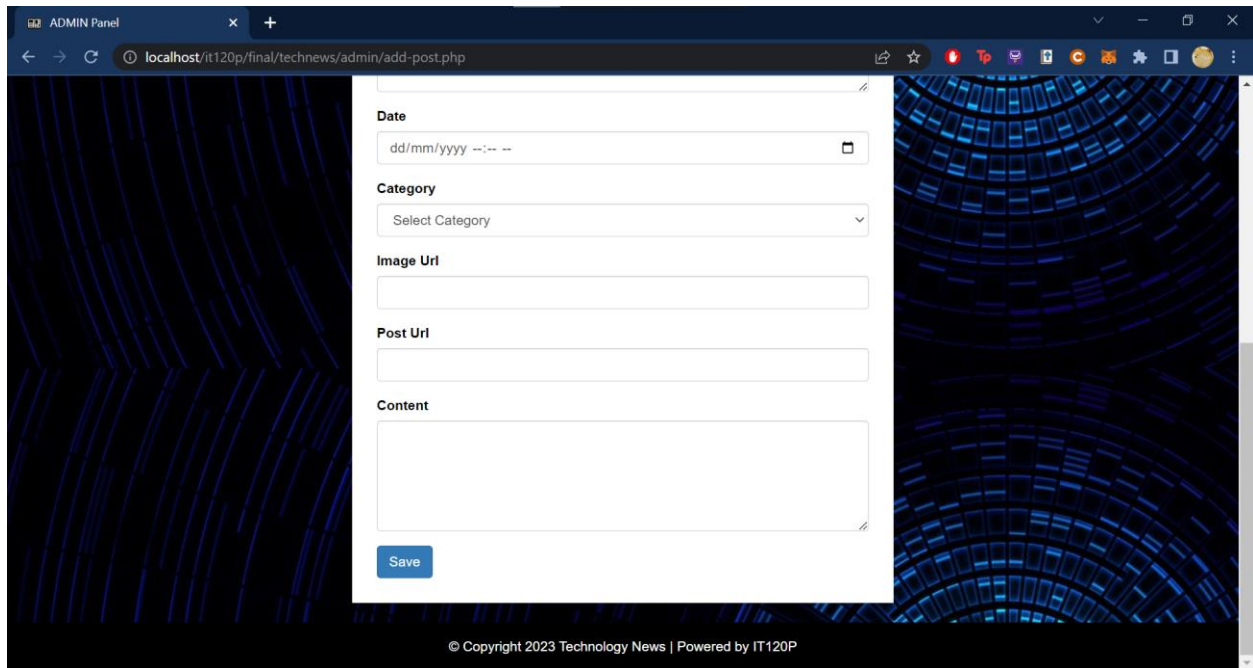 ADMIN Panel
localhost/it120p/final/technews/admin/add-post.php
Tp
C
Date
dd/mm/yyyy --:-- --
Category
Select Category
Image Url
Post Url
Content
Save
© Copyright 2023 Technology News | Powered by IT120P